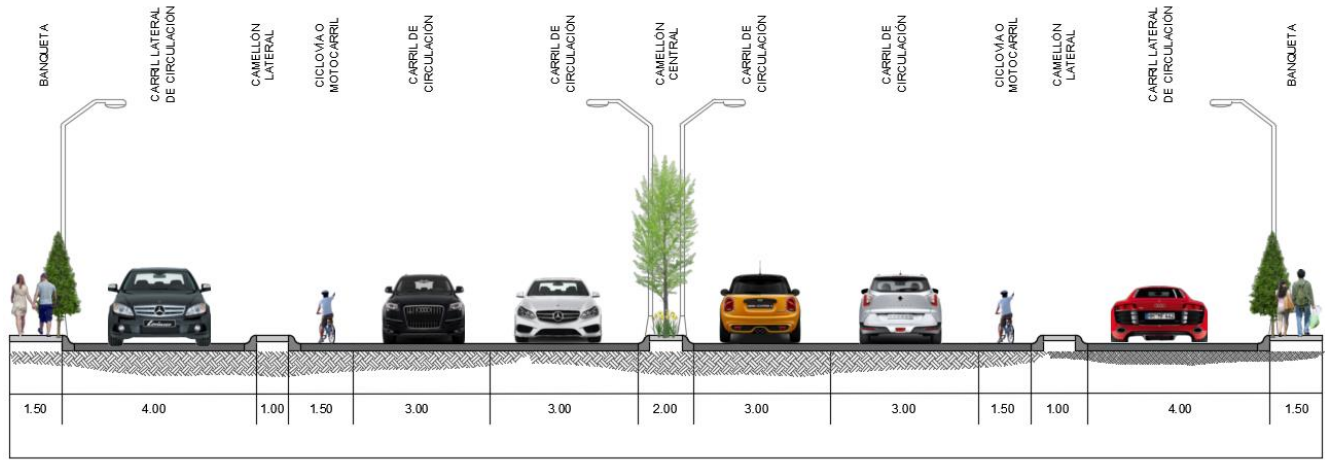 BANQUETA
CARRIL LATERAL
DE CIRCULACIÓN
CAMELLÓN
LATERAL
CICLOVIA O
MOTOCARRIL
CARRIL DE
CIRCULACIÓN
CARRIL DE
CIRCULACIÓN
CAMELLÓN
CENTRAL
CARRIL DE
CIRCULACIÓN
CARRIL DE
CIRCULACIÓN
CICLOVIA O
MOTOCARRIL
CAMELLÓN
LATERAL
CARRIL LATERAL
DE CIRCULACIÓN
BANQUETA
1.50 4.00 1.00 1.50 3.00 3.00 2.00 3.00 3.00 1.50 1.00 4.00 1.50